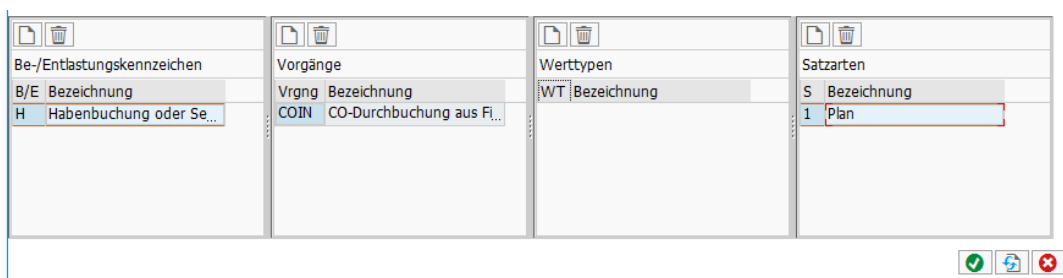 Be-/Entlastungskennzeichen
B/E Bezeichnung
H Habenbuchung oder Se...
Vorgänge
Vrgng Bezeichnung
COIN CO-Durchbuchung aus Fi...
Werttypen
WT Bezeichnung
Satzarten
S Bezeichnung
1 Plan